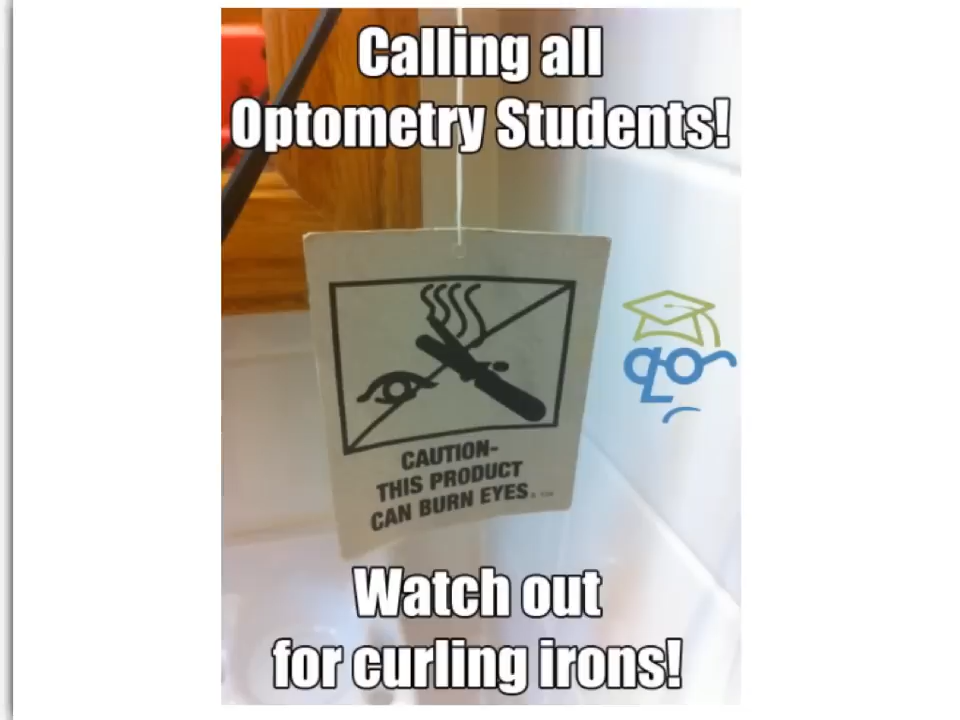 Calling all
Optometry Students!
CAUTION-
THIS PRODUCT
CAN BURN EYES
Watch out
for curling irons!